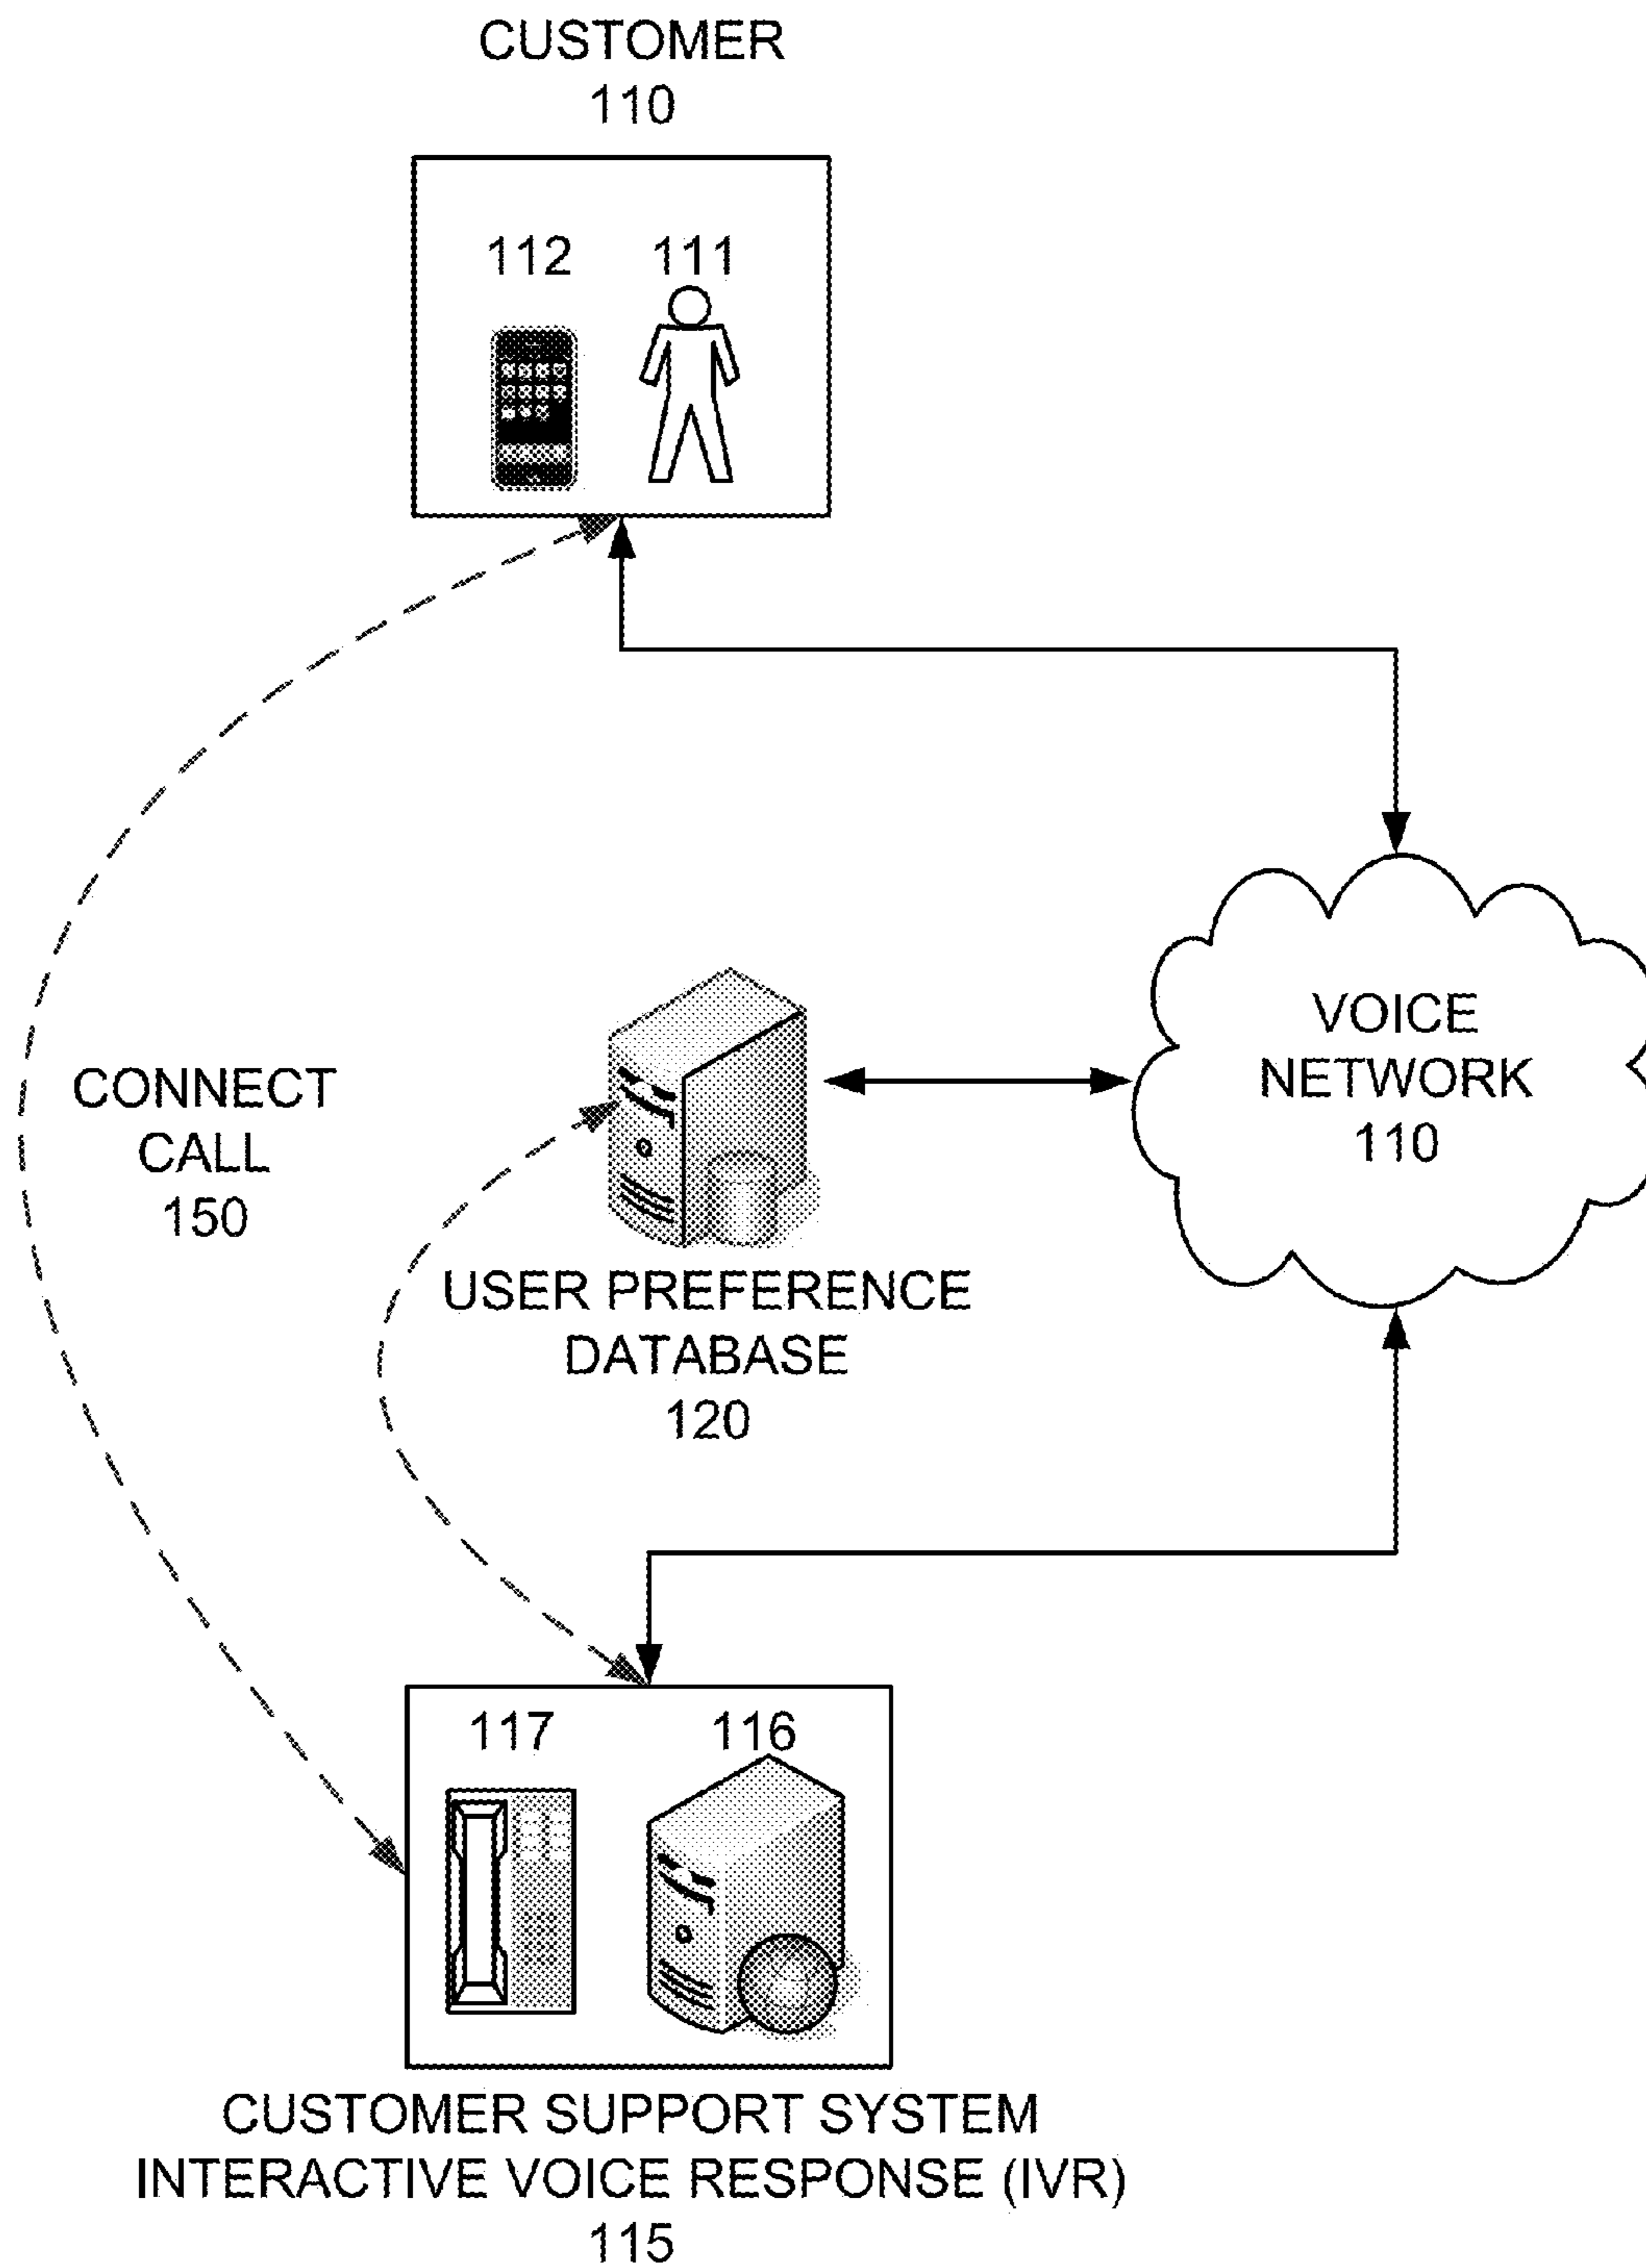 CUSTOMER
110
112
111
VOICE
NETWORK
110
CONNECT
CALL
150
USER PREFERENCE
DATABASE
120
117
116
CUSTOMER SUPPORT SYSTEM
INTERACTIVE VOICE RESPONSE (IVR)
115